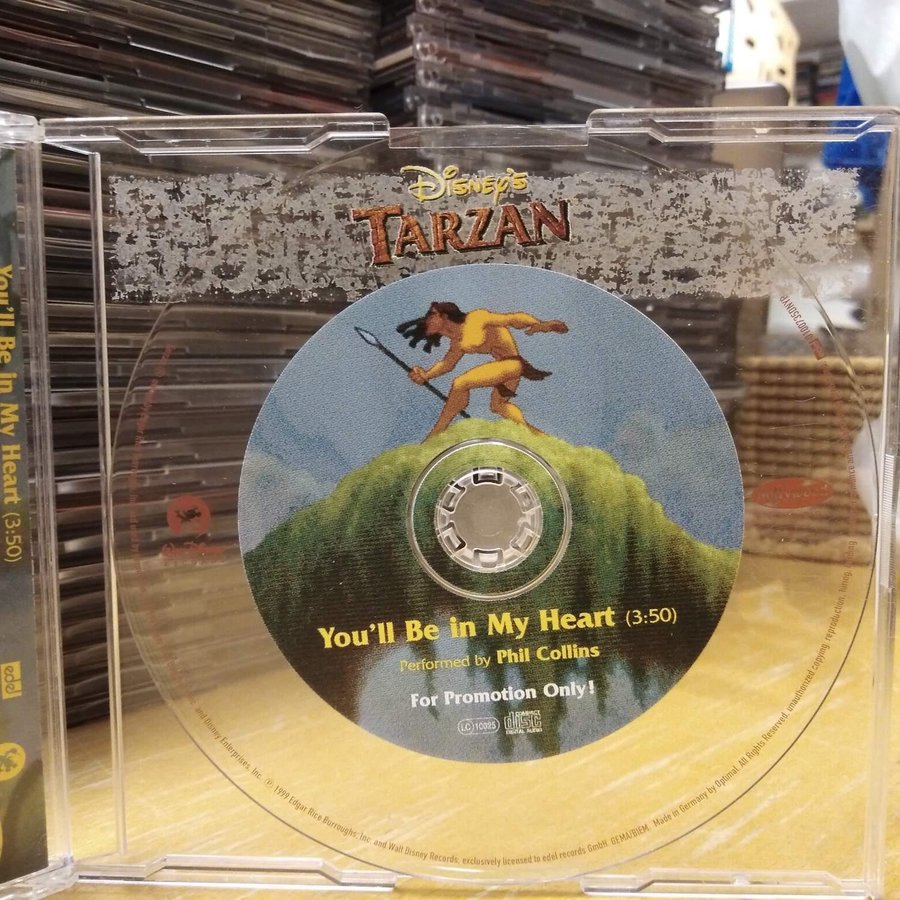 Disney's
TARZAN
You'll Be in My Heart (3:50)
Performed by Phil Collins
For Promotion Only!
LC 10025
COMPACT
disc
DIGITAL AUDIO
and Disney Enterprises, Inc. ℗ 1999 Edgar Rice Burroughs, Inc. and Walt Disney Records, exclusively licensed to edel records GmbH. GEMA/BIEM Made in Germany by Optimal. All Rights Reserved, unauthorized copying, reproduction, hiring,
You'll Be In My Heart (3:50)
edel